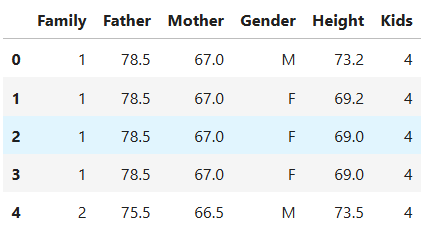 Family Father Mother Gender Height Kids
0 1 78.5 67.0 M 73.2 4
1 1 78.5 67.0 F 69.2 4
2 1 78.5 67.0 F 69.0 4
3 1 78.5 67.0 F 69.0 4
4 2 75.5 66.5 M 73.5 4